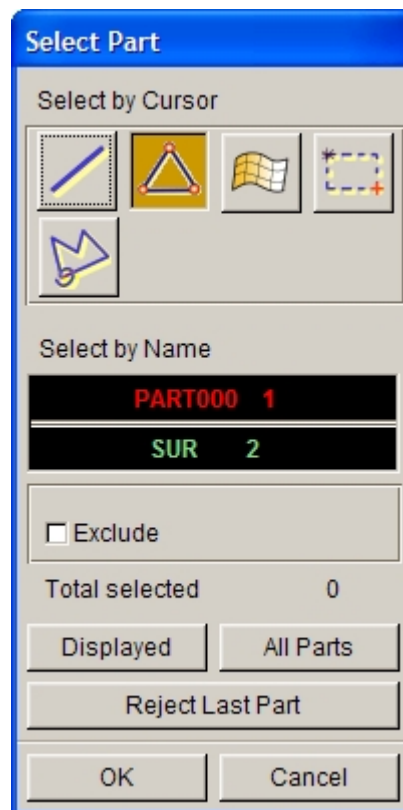 Select Part
Select by Cursor
Select by Name
PART000 1
SUR 2
Exclude
Total selected 0
Displayed All Parts
Reject Last Part
OK Cancel